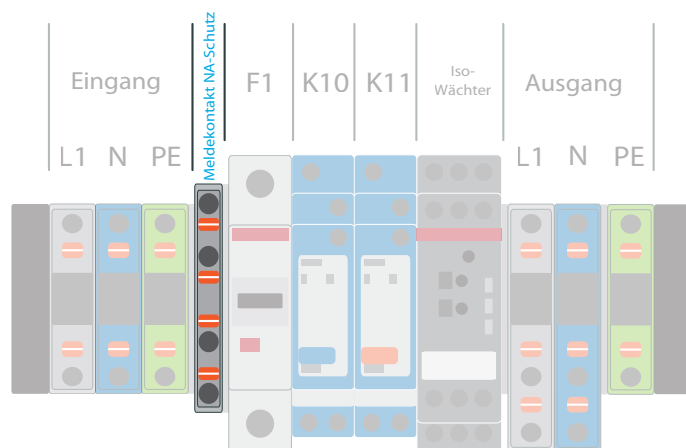 Eingang
L1 N PE
Meldekontakt NA-Schutz
F1
K10
K11
Iso-
Wächter
Ausgang
L1 N PE